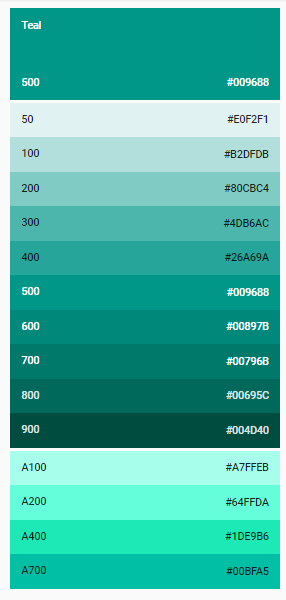 Teal
500 #009688
50 #E0F2F1
100 #B2DFDB
200 #80CBC4
300 #4DB6AC
400 #26A69A
500 #009688
600 #00897B
700 #00796B
800 #00695C
900 #004D40
A100 #A7FFEB
A200 #64FFDA
A400 #1DE9B6
A700 #00BFA5